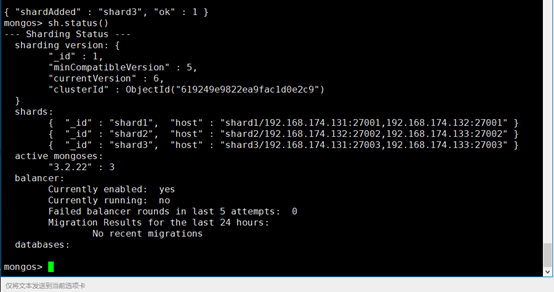 { "shardAdded" : "shard3", "ok" : 1 }
mongos> sh.status()
--- Sharding Status ---
  sharding version: {
        "_id" : 1,
        "minCompatibleVersion" : 5,
        "currentVersion" : 6,
        "clusterId" : ObjectId("619249e9822ea9fac1d0e2c9")
  }
  shards:
        {  "_id" : "shard1",  "host" : "shard1/192.168.174.131:27001,192.168.174.132:27001" }
        {  "_id" : "shard2",  "host" : "shard2/192.168.174.132:27002,192.168.174.133:27002" }
        {  "_id" : "shard3",  "host" : "shard3/192.168.174.131:27003,192.168.174.133:27003" }
  active mongoses:
        "3.2.22" : 3
  balancer:
        Currently enabled:  yes
        Currently running:  no
        Failed balancer rounds in last 5 attempts:  0
        Migration Results for the last 24 hours:
                No recent migrations
  databases:
mongos>
仅将文本发送到当前选项卡